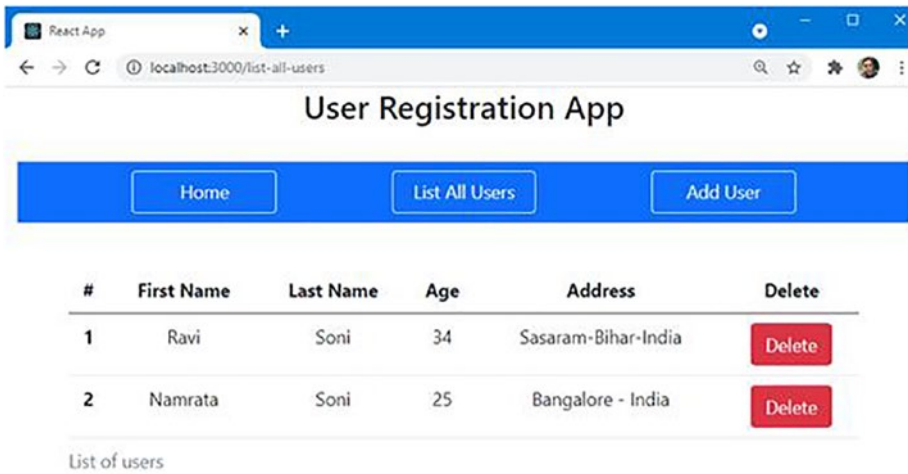 React App
localhost:3000/list-all-users
User Registration App
Home List All Users Add User
# First Name Last Name Age Address Delete
1 Ravi Soni 34 Sasaram-Bihar-India Delete
2 Namrata Soni 25 Bangalore - India Delete
List of users